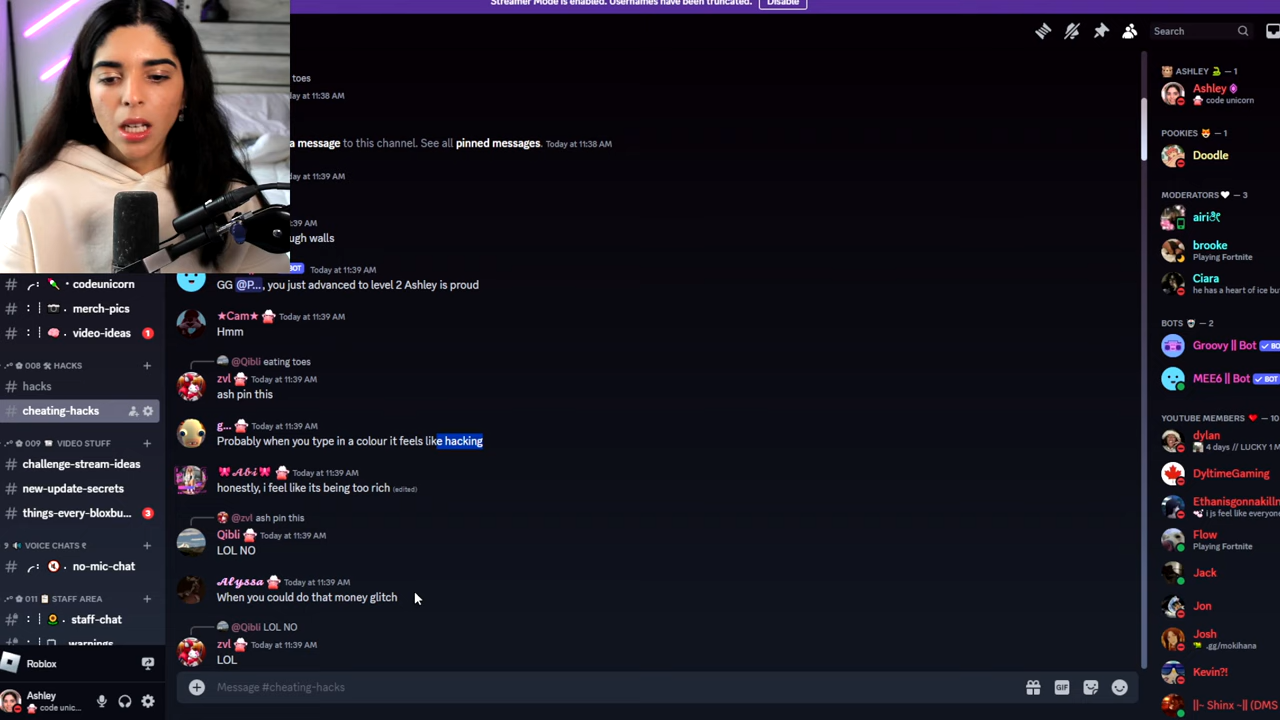 Streamer Mode is enabled. Usernames have been truncated. Disable
Search
toes
ay at 11:38 AM
a message to this channel. See all pinned messages. Today at 11:38 AM
ay at 11:39 AM
ay at 11:39 AM
ugh walls
BOT Today at 11:39 AM
GG @P..., you just advanced to level 2 Ashley is proud
★Cam★ Today at 11:39 AM
Hmm
@Qibli eating toes
zvl Today at 11:39 AM
ash pin this
g... Today at 11:39 AM
Probably when you type in a colour it feels like hacking
Abi Today at 11:39 AM
honestly, i feel like its being too rich (edited)
@zvl ash pin this
Qibli Today at 11:39 AM
LOL NO
Alyssa Today at 11:39 AM
When you could do that money glitch
@Qibli LOL NO
zvl Today at 11:39 AM
LOL
Message #cheating-hacks
GIF
codeunicorn
merch-pics
video-ideas 1
008 HACKS
hacks
cheating-hacks
009 VIDEO STUFF
challenge-stream-ideas
new-update-secrets
things-every-bloxbu... 3
VOICE CHATS
no-mic-chat
011 STAFF AREA
staff-chat
warnings
Roblox
Ashley
code unic...
ASHLEY — 1
Ashley
code unicorn
POOKIES — 1
Doodle
MODERATORS — 3
airi
brooke
Playing Fortnite
Ciara
he has a heart of ice bu
BOTS — 2
Groovy || Bot BO
MEE6 || Bot BO
YOUTUBE MEMBERS — 10
dylan
4 days // LUCKY 1 M
DyltimeGaming
Ethanisgonnakilln
i js feel like everyone
Flow
Playing Fortnite
Jack
Jon
Josh
.gg/mokihana
Kevin?!
||~ Shinx ~|| (DMS